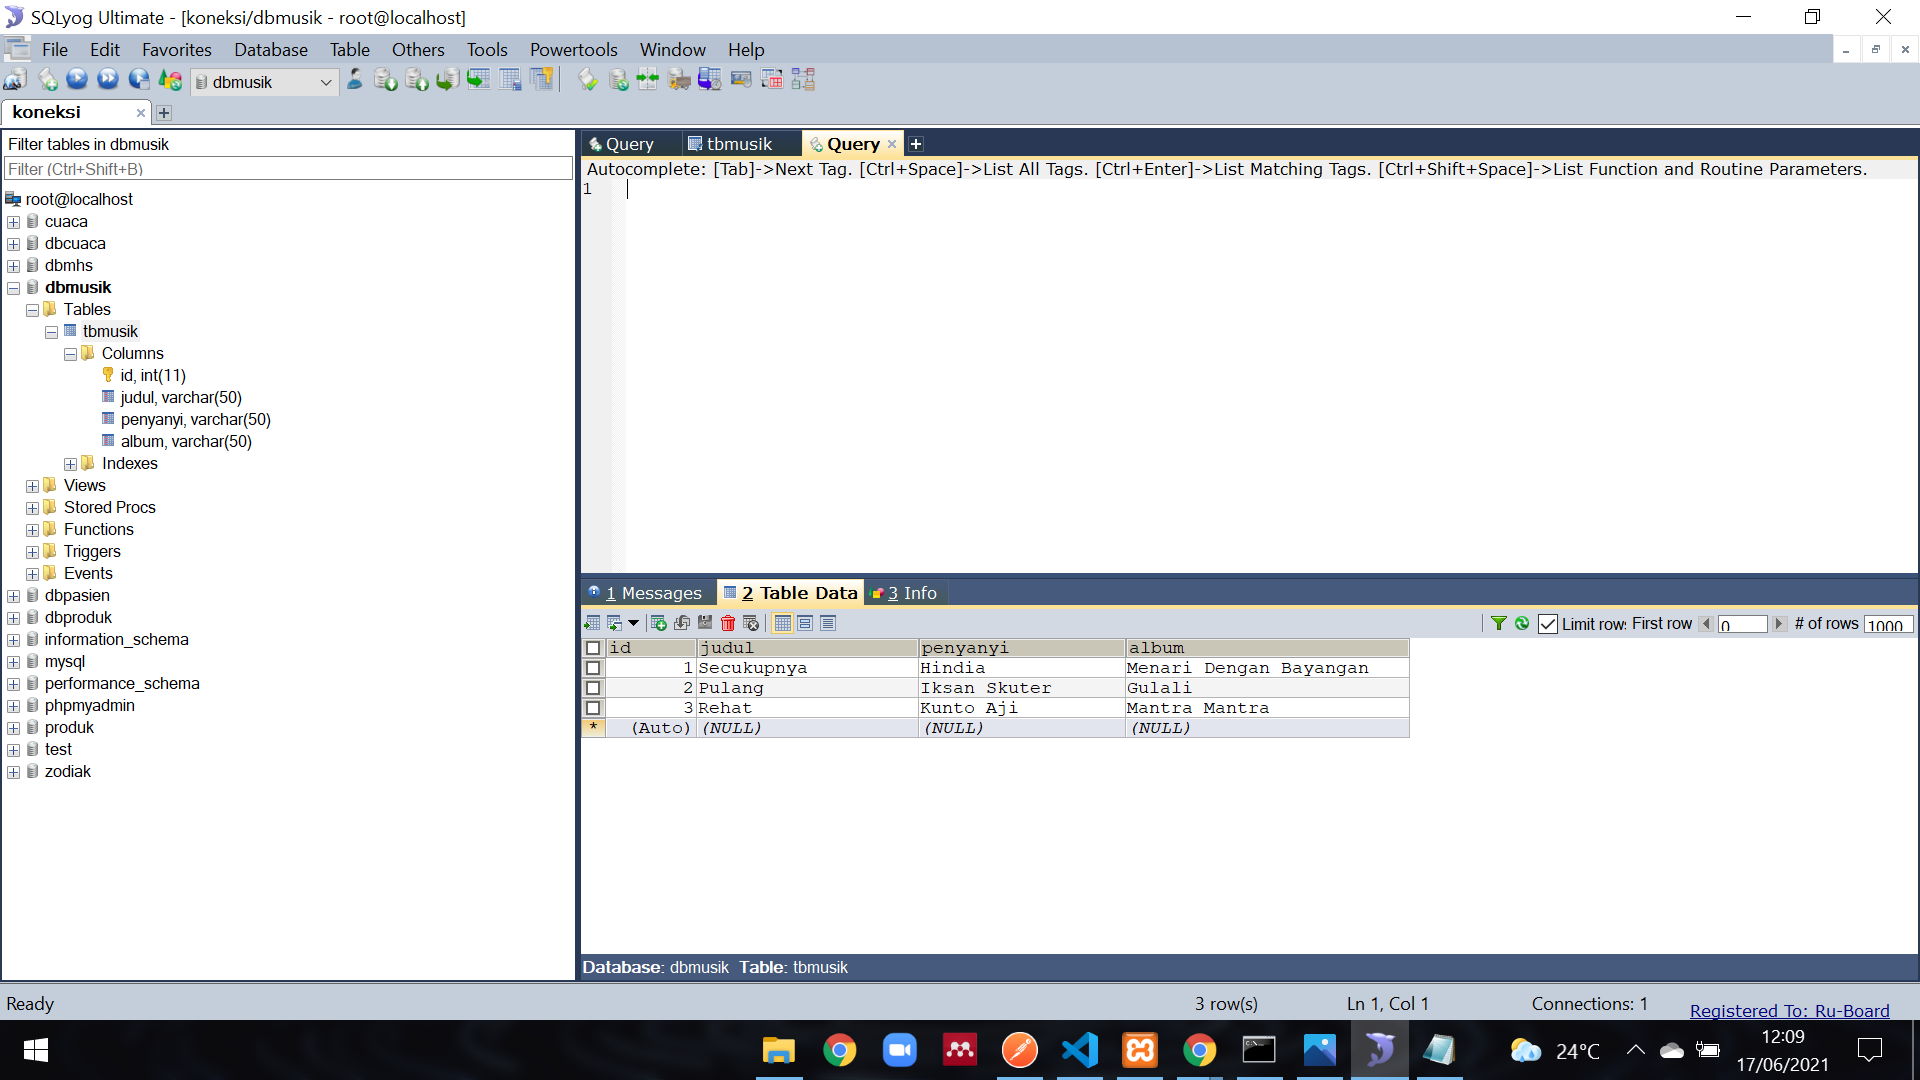 SQLyog Ultimate - [koneksi/dbmusik - root@localhost]
File Edit Favorites Database Table Others Tools Powertools Window Help
dbmusik
koneksi
Filter tables in dbmusik
Filter (Ctrl+Shift+B)
root@localhost
cuaca
dbcuaca
dbmhs
dbmusik
Tables
tbmusik
Columns
id, int(11)
judul, varchar(50)
penyanyi, varchar(50)
album, varchar(50)
Indexes
Views
Stored Procs
Functions
Triggers
Events
dbpasien
dbproduk
information_schema
mysql
performance_schema
phpmyadmin
produk
test
zodiak
Query tbmusik Query
Autocomplete: [Tab]->Next Tag. [Ctrl+Space]->List All Tags. [Ctrl+Enter]->List Matching Tags. [Ctrl+Shift+Space]->List Function and Routine Parameters.
1
1 Messages 2 Table Data 3 Info
Limit row: First row 0 # of rows 1000
id judul penyanyi album
1 Secukupnya Hindia Menari Dengan Bayangan
2 Pulang Iksan Skuter Gulali
3 Rehat Kunto Aji Mantra Mantra
* (Auto) (NULL) (NULL) (NULL)
Database: dbmusik Table: tbmusik
Ready 3 row(s) Ln 1, Col 1 Connections: 1 Registered To: Ru-Board
24°C
12:09
17/06/2021